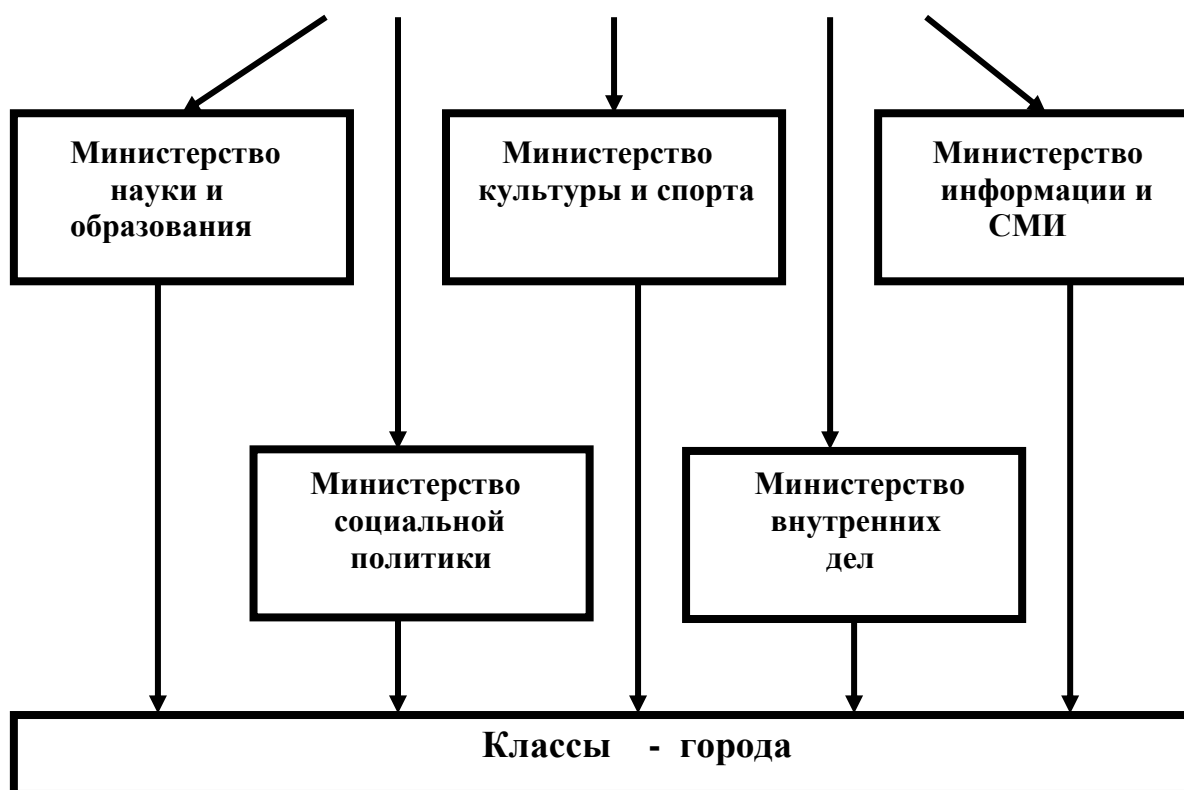 Министерство
науки и
образования
Министерство
культуры и спорта
Министерство
информации и
СМИ
Министерство
социальной
политики
Министерство
внутренних
дел
Классы - города